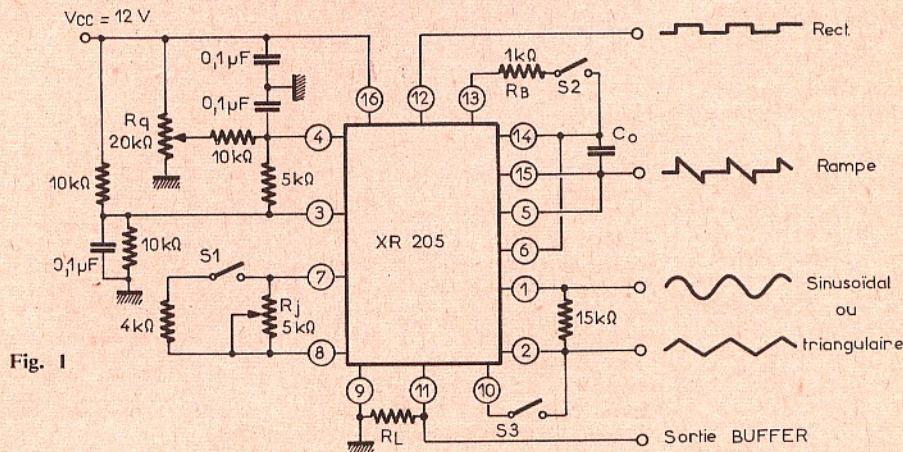 Vcc = 12 V
0,1µF
0,1µF
Rq
20kΩ
10kΩ
10kΩ
5kΩ
0,1µF
10kΩ
S1
4kΩ
Rj
5kΩ
16
12
13
4
3
7
8
9
11
10
14
15
5
6
1
2
XR 205
1kΩ
RB
S2
Co
15kΩ
S3
RL
Rect.
Rampe
Sinusoïdal
ou
triangulaire
Sortie BUFFER
Fig. 1